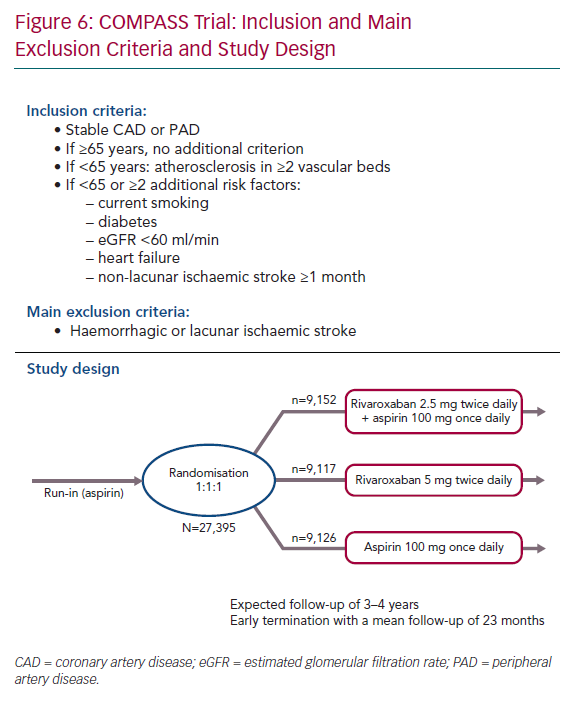 Figure 6: COMPASS Trial: Inclusion and Main
Exclusion Criteria and Study Design
Inclusion criteria:
• Stable CAD or PAD
• If ≥65 years, no additional criterion
• If <65 years: atherosclerosis in ≥2 vascular beds
• If <65 or ≥2 additional risk factors:
– current smoking
– diabetes
– eGFR <60 ml/min
– heart failure
– non-lacunar ischaemic stroke ≥1 month
Main exclusion criteria:
• Haemorrhagic or lacunar ischaemic stroke
Study design
n=9,152
Rivaroxaban 2.5 mg twice daily
+ aspirin 100 mg once daily
Run-in (aspirin)
Randomisation
1:1:1
N=27,395
n=9,117
Rivaroxaban 5 mg twice daily
n=9,126
Aspirin 100 mg once daily
Expected follow-up of 3–4 years
Early termination with a mean follow-up of 23 months
CAD = coronary artery disease; eGFR = estimated glomerular filtration rate; PAD = peripheral
artery disease.